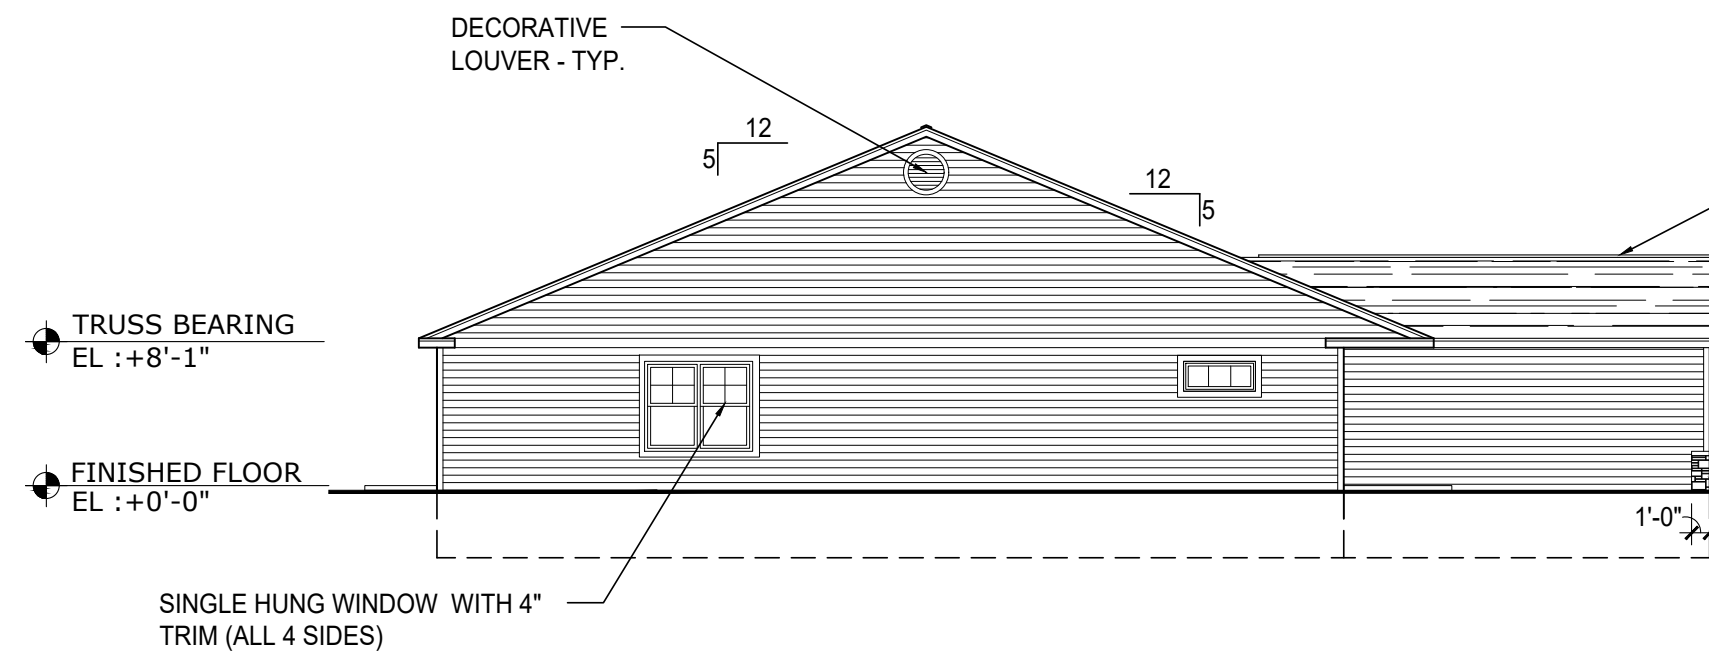 DECORATIVE
LOUVER - TYP.
12
5
12
5
TRUSS BEARING
EL :+8'-1"
FINISHED FLOOR
EL :+0'-0"
1'-0"
SINGLE HUNG WINDOW WITH 4"
TRIM (ALL 4 SIDES)